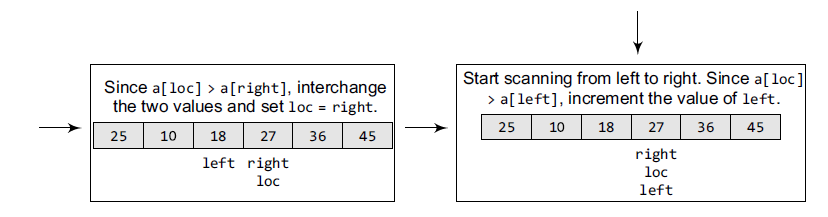 Since a[loc] > a[right], interchange
the two values and set loc = right.
25 10 18 27 36 45
left right
loc
Start scanning from left to right. Since a[loc]
> a[left], increment the value of left.
25 10 18 27 36 45
right
loc
left